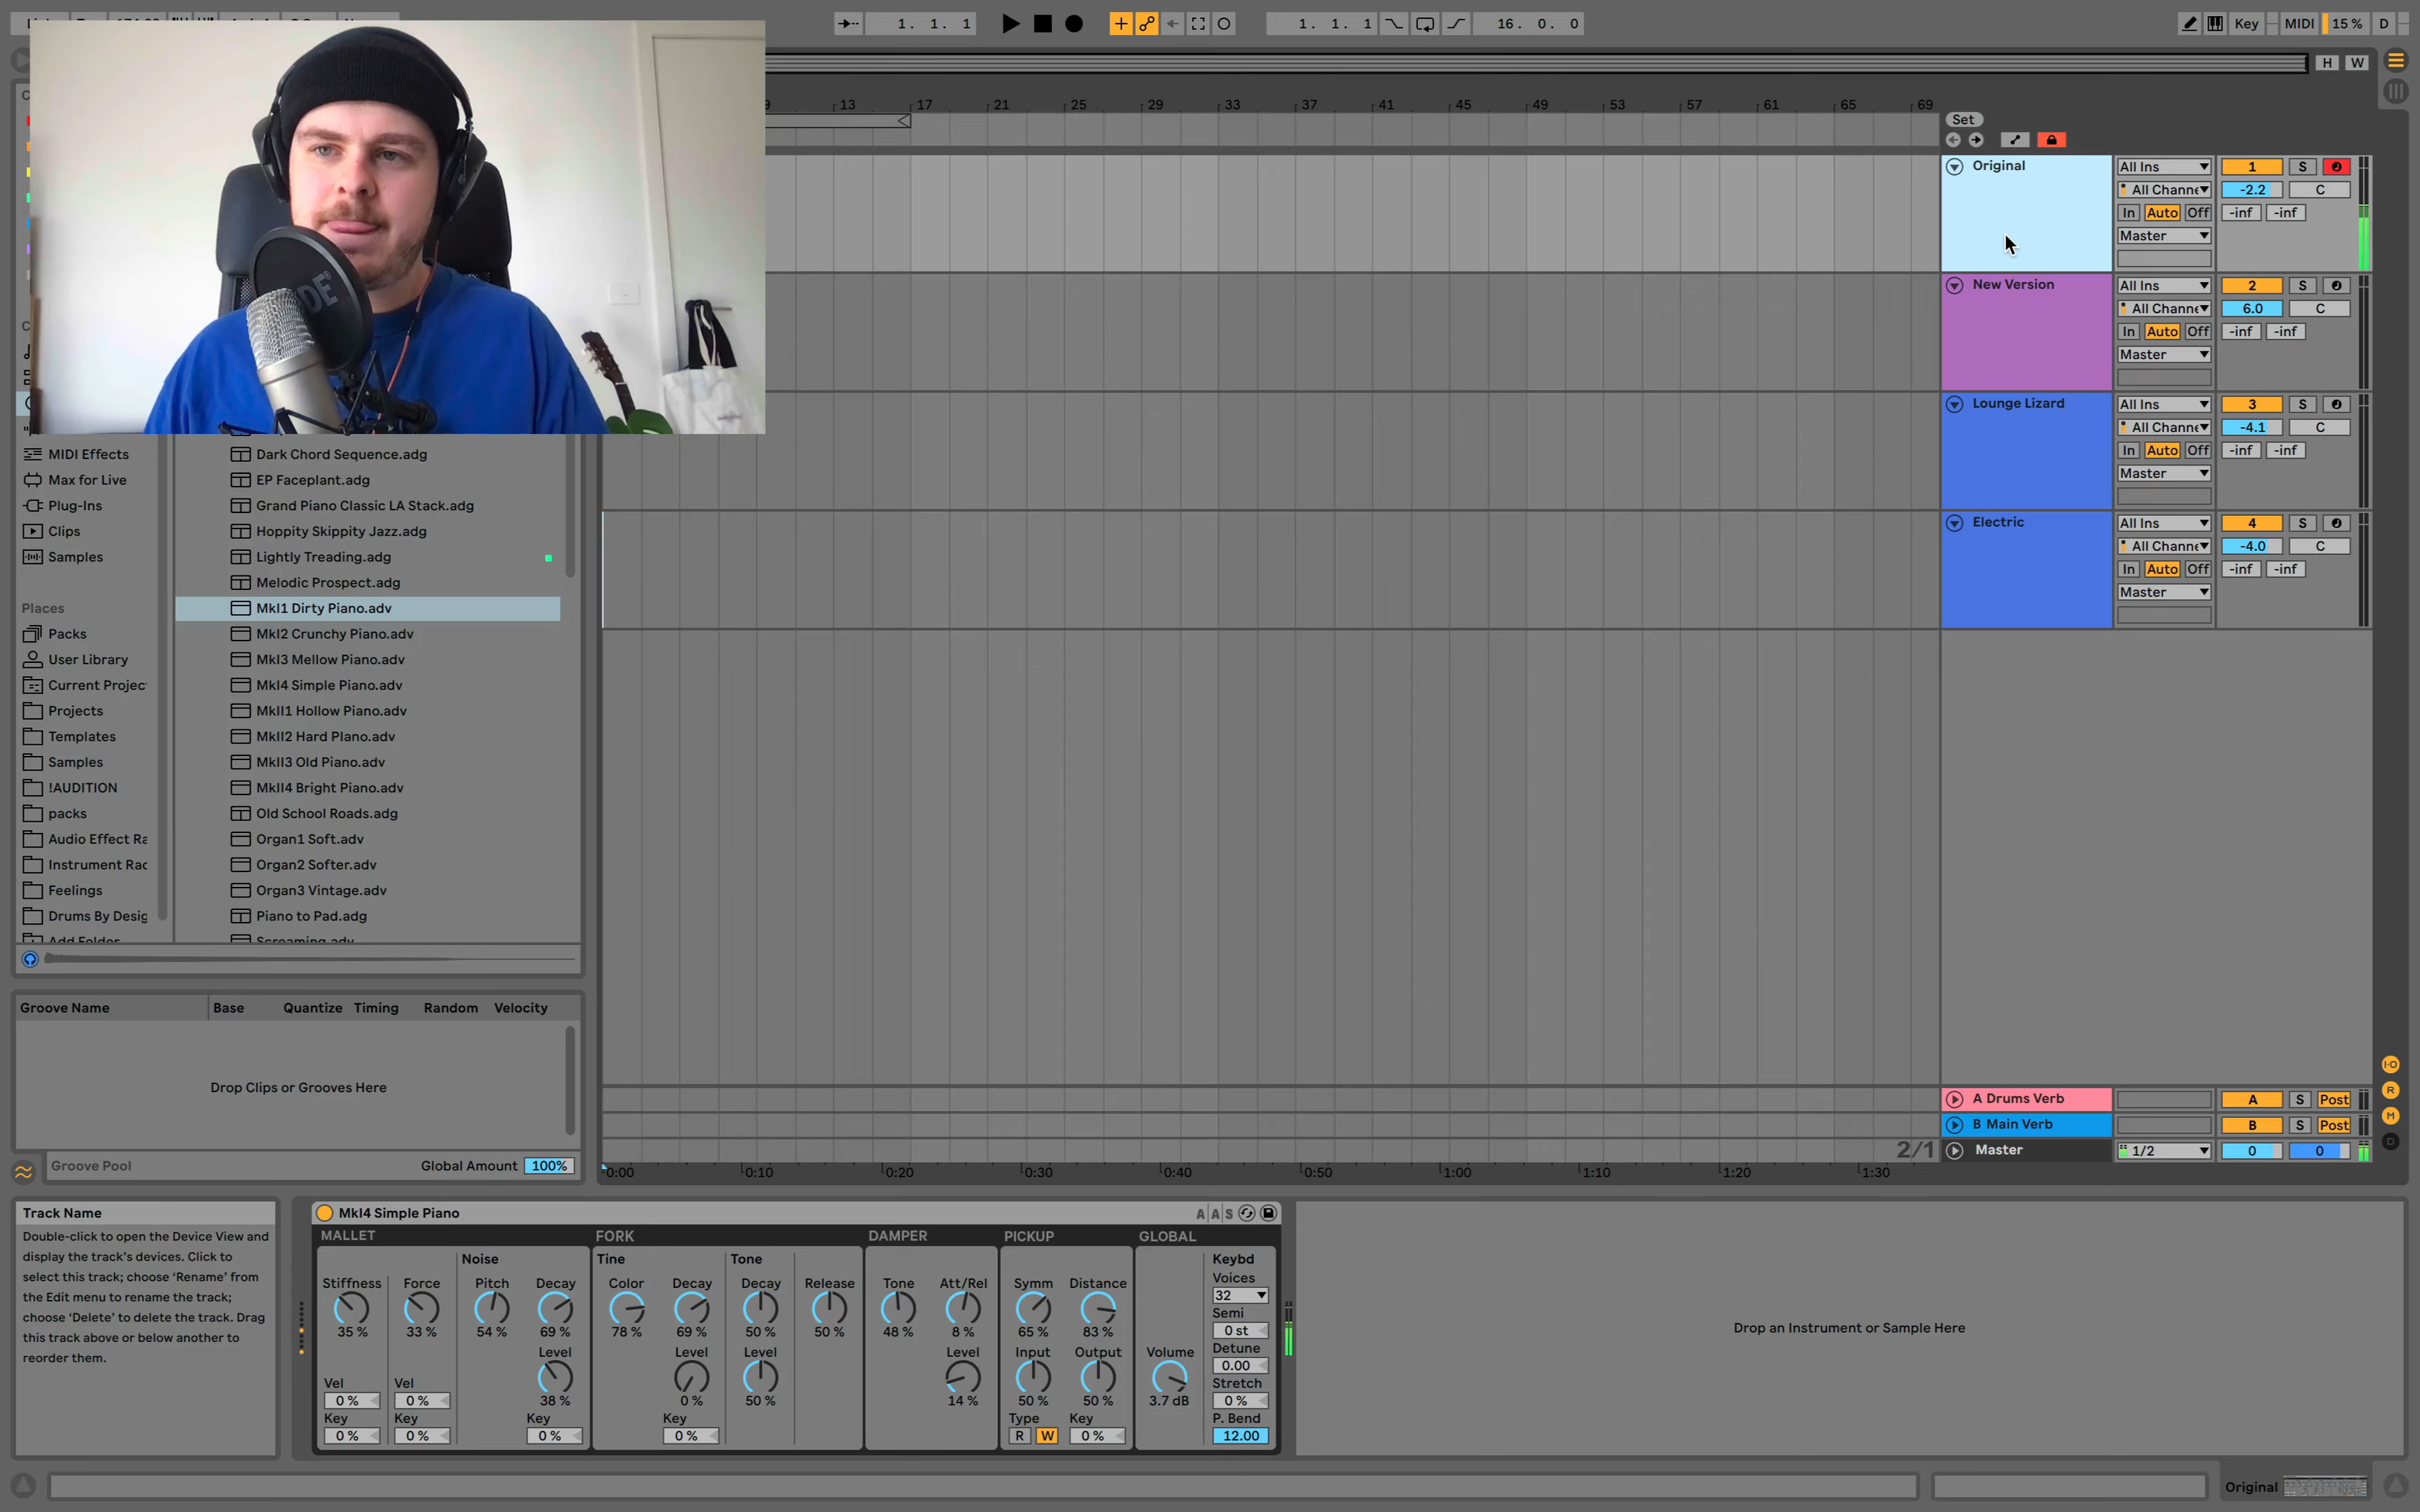 1. 1. 1
1. 1. 1
16. 0. 0
Key
MIDI
15 %
D
H
W
13
17
21
25
29
33
37
41
45
49
53
57
61
65
69
Set
Original
All Ins
1
S
All Channe
-2.2
C
In
Auto
Off
-inf
-inf
Master
New Version
All Ins
2
S
All Channe
6.0
C
In
Auto
Off
-inf
-inf
Master
Lounge Lizard
All Ins
3
S
All Channe
-4.1
C
In
Auto
Off
-inf
-inf
Master
Electric
All Ins
4
S
All Channe
-4.0
C
In
Auto
Off
-inf
-inf
Master
MIDI Effects
Max for Live
Plug-Ins
Clips
Samples
Places
Packs
User Library
Current Projec
Projects
Templates
Samples
!AUDITION
packs
Audio Effect Ra
Instrument Rac
Feelings
Drums By Desig
Add Folder
Dark Chord Sequence.adg
EP Faceplant.adg
Grand Piano Classic LA Stack.adg
Hoppity Skippity Jazz.adg
Lightly Treading.adg
Melodic Prospect.adg
MkI1 Dirty Piano.adv
MkI2 Crunchy Piano.adv
MkI3 Mellow Piano.adv
MkI4 Simple Piano.adv
MkII1 Hollow Piano.adv
MkII2 Hard PIano.adv
MkII3 Old Piano.adv
MkII4 Bright Piano.adv
Old School Roads.adg
Organ1 Soft.adv
Organ2 Softer.adv
Organ3 Vintage.adv
Piano to Pad.adg
Screaming.adv
Groove Name
Base
Quantize
Timing
Random
Velocity
Drop Clips or Grooves Here
Groove Pool
Global Amount
100%
A Drums Verb
A
S
Post
B Main Verb
B
S
Post
2/1
Master
1/2
0
0
I-O
R
M
D
0:00
0:10
0:20
0:30
0:40
0:50
1:00
1:10
1:20
1:30
Track Name
Double-click to open the Device View and
display the track's devices. Click to
select this track; choose 'Rename' from
the Edit menu to rename the track;
choose 'Delete' to delete the track. Drag
this track above or below another to
reorder them.
MkI4 Simple Piano
A|A|S
MALLET
FORK
DAMPER
PICKUP
GLOBAL
Noise
Tine
Tone
Keybd
Stiffness
Force
Pitch
Decay
Color
Decay
Decay
Release
Tone
Att/Rel
Symm
Distance
Voices
32
Semi
35 %
33 %
54 %
69 %
78 %
69 %
50 %
50 %
48 %
8 %
65 %
83 %
0 st
Level
Level
Level
Level
Input
Output
Volume
Detune
0.00
Stretch
Vel
Vel
0 %
0 %
38 %
0 %
50 %
14 %
50 %
50 %
3.7 dB
0 %
Key
Key
Key
Key
Type
Key
P. Bend
0 %
0 %
0 %
0 %
R
W
0 %
12.00
Drop an Instrument or Sample Here
Original